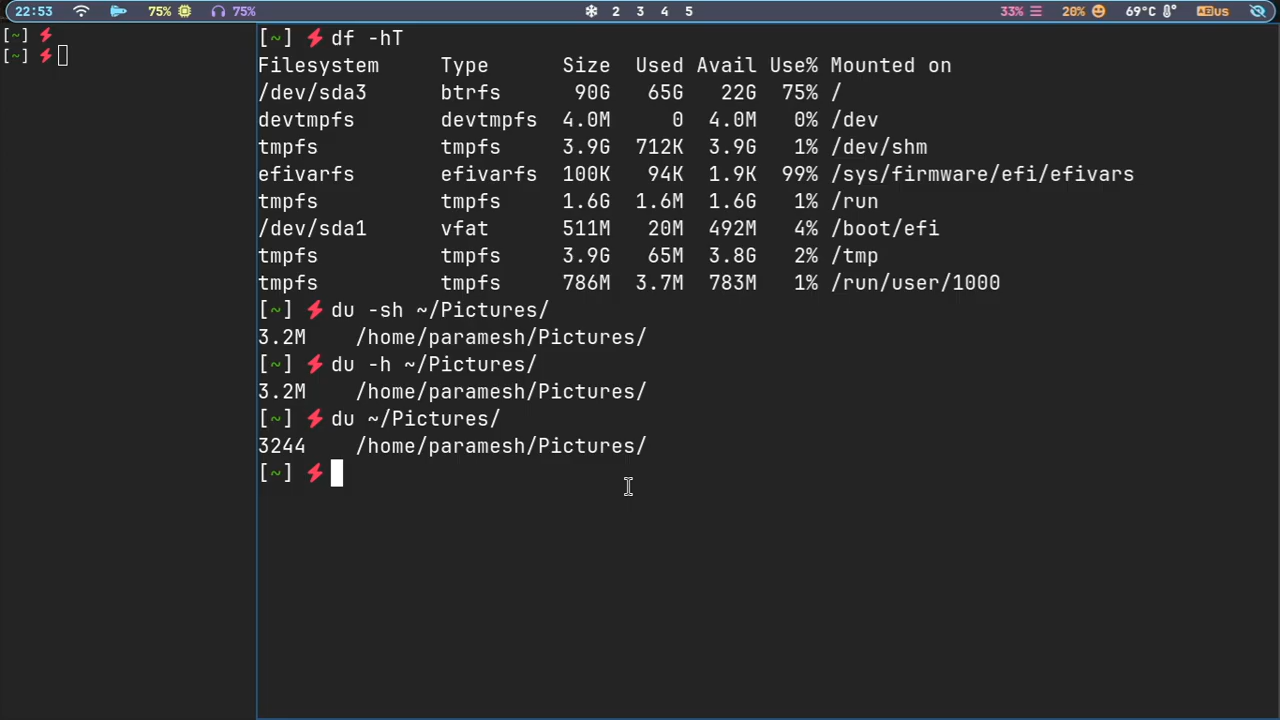 22:53 75% 75% 2 3 4 5 33% 20% 69°C us
[~]
[~]
[~] df -hT
Filesystem Type Size Used Avail Use% Mounted on
/dev/sda3 btrfs 90G 65G 22G 75% /
devtmpfs devtmpfs 4.0M 0 4.0M 0% /dev
tmpfs tmpfs 3.9G 712K 3.9G 1% /dev/shm
efivarfs efivarfs 100K 94K 1.9K 99% /sys/firmware/efi/efivars
tmpfs tmpfs 1.6G 1.6M 1.6G 1% /run
/dev/sda1 vfat 511M 20M 492M 4% /boot/efi
tmpfs tmpfs 3.9G 65M 3.8G 2% /tmp
tmpfs tmpfs 786M 3.7M 783M 1% /run/user/1000
[~] du -sh ~/Pictures/
3.2M /home/paramesh/Pictures/
[~] du -h ~/Pictures/
3.2M /home/paramesh/Pictures/
[~] du ~/Pictures/
3244 /home/paramesh/Pictures/
[~]